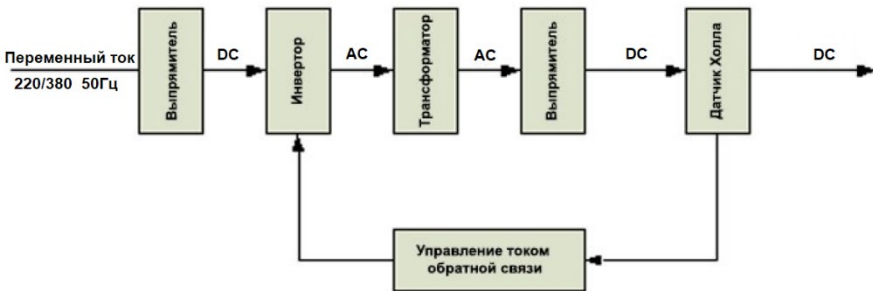 Переменный ток
220/380 50Гц
Выпрямитель
DC
Инвертор
AC
Трансформатор
AC
Выпрямитель
DC
Датчик Холла
DC
Управление током
обратной связи